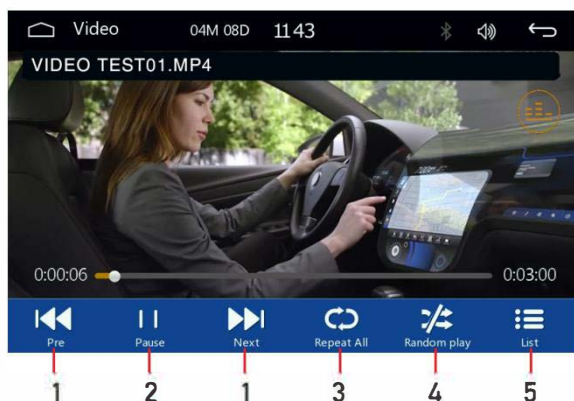 Video 04M 08D 11 43
VIDEO TEST01.MP4
0:00:06 0:03:00
Pre Pause Next Repeat All Random play List
1 2 1 3 4 5